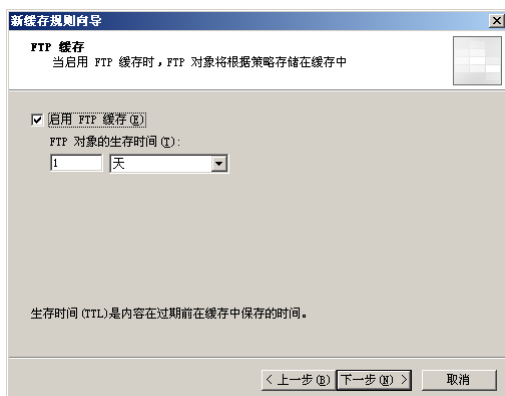 新缓存规则向导
FTP 缓存
当启用 FTP 缓存时，FTP 对象将根据策略存储在缓存中
启用 FTP 缓存(E)
FTP 对象的生存时间(T):
1 天
生存时间(TTL)是内容在过期前在缓存中保存的时间。
< 上一步(B) 下一步(N) > 取消